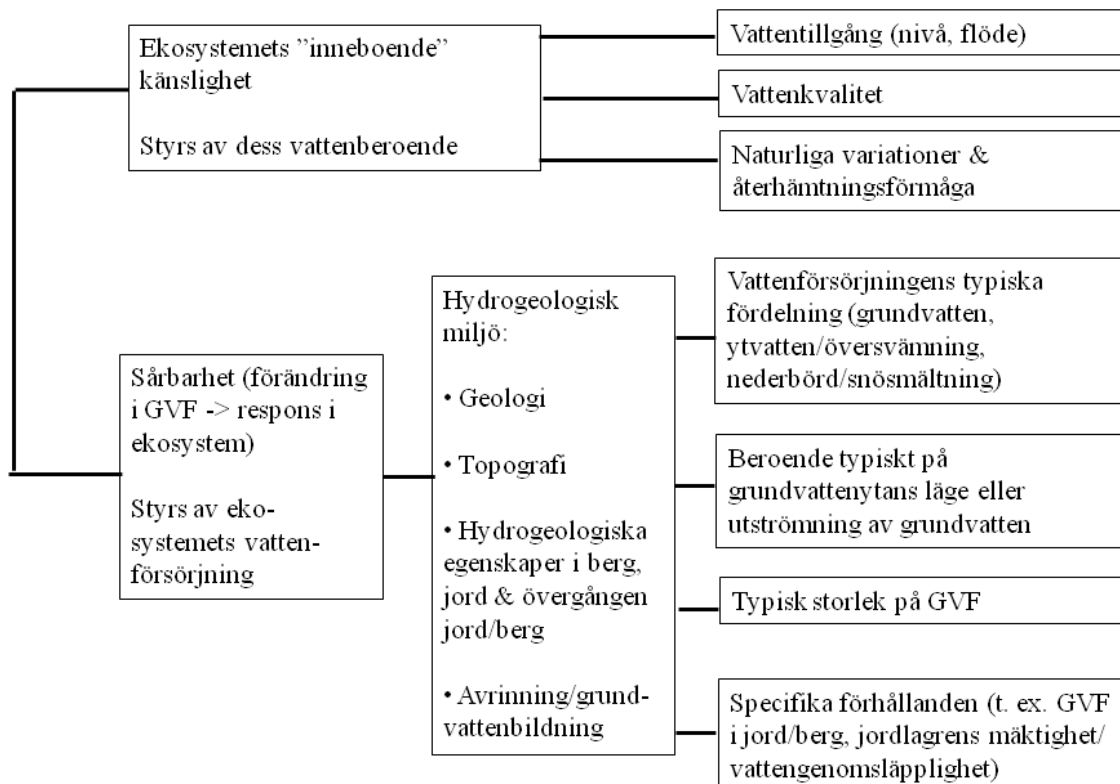 Ekosystemets ”inneboende”
känslighet
Styrs av dess vattenberoende
Vattentillgång (nivå, flöde)
Vattenkvalitet
Naturliga variationer &
återhämtningsförmåga
Sårbarhet (förändring
i GVF -> respons i
ekosystem)
Styrs av eko-
systemets vatten-
försörjning
Hydrogeologisk
miljö:
• Geologi
• Topografi
• Hydrogeologiska
egenskaper i berg,
jord & övergången
jord/berg
• Avrinning/grund-
vattenbildning
Vattenförsörjningens typiska
fördelning (grundvatten,
ytvatten/översvämning,
nederbörd/snösmältning)
Beroende typiskt på
grundvattenytans läge eller
utströmning av grundvatten
Typisk storlek på GVF
Specifika förhållanden (t. ex. GVF
i jord/berg, jordlagrens mäktighet/
vattengenomsläpplighet)